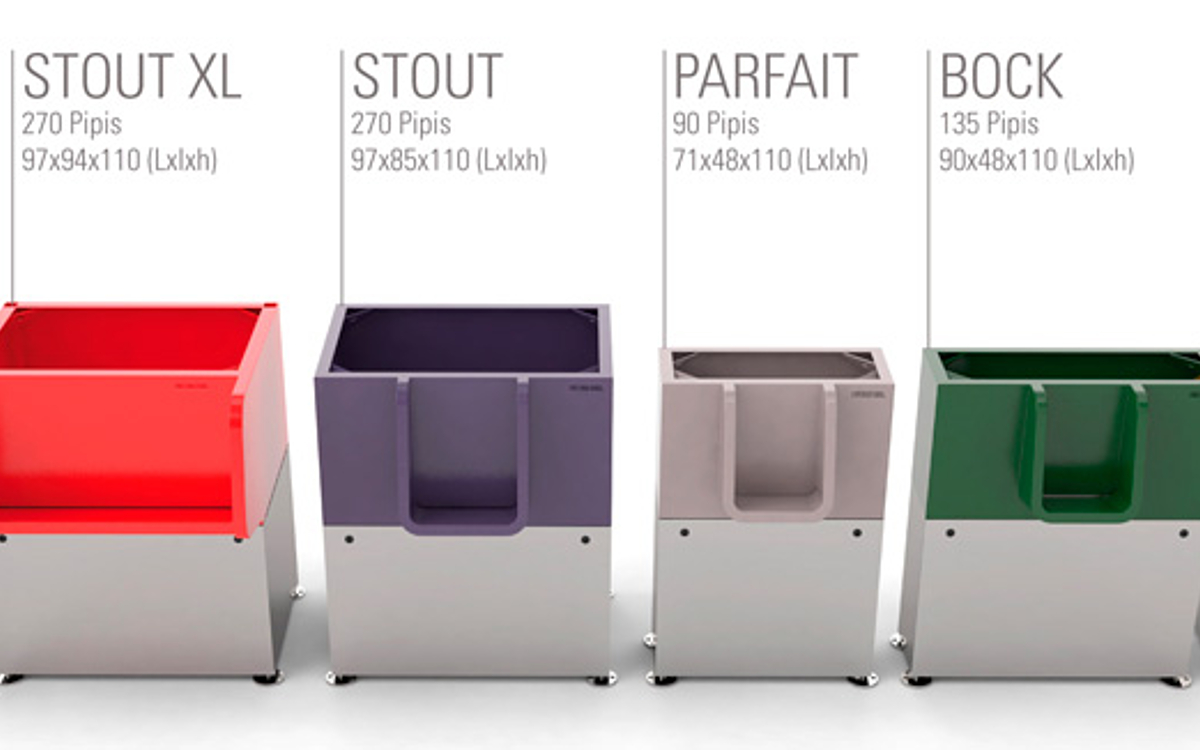 STOUT XL
270 Pipis
97x94x110 (Lxlxh)
STOUT
270 Pipis
97x85x110 (Lxlxh)
PARFAIT
90 Pipis
71x48x110 (Lxlxh)
BOCK
135 Pipis
90x48x110 (Lxlxh)